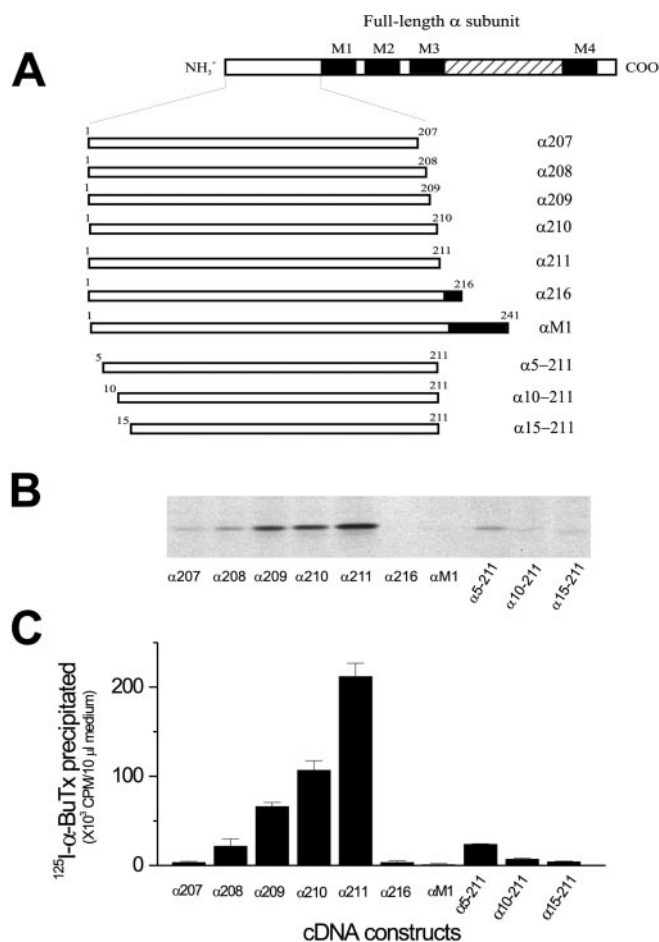 Full-length α subunit
A
NH3+ M1 M2 M3 M4 COO
1 207 α207
1 208 α208
1 209 α209
1 210 α210
1 211 α211
1 216 α216
1 241 αM1
5 211 α5–211
10 211 α10–211
15 211 α15–211
B
α207 α208 α209 α210 α211 α216 αM1 α5-211 α10-211 α15-211
C
125I-α-BuTx precipitated
(X103 CPM/10 μl medium)
200
100
0
α207 α208 α209 α210 α211 α216 αM1 α5-211 α10-211 α15-211
cDNA constructs